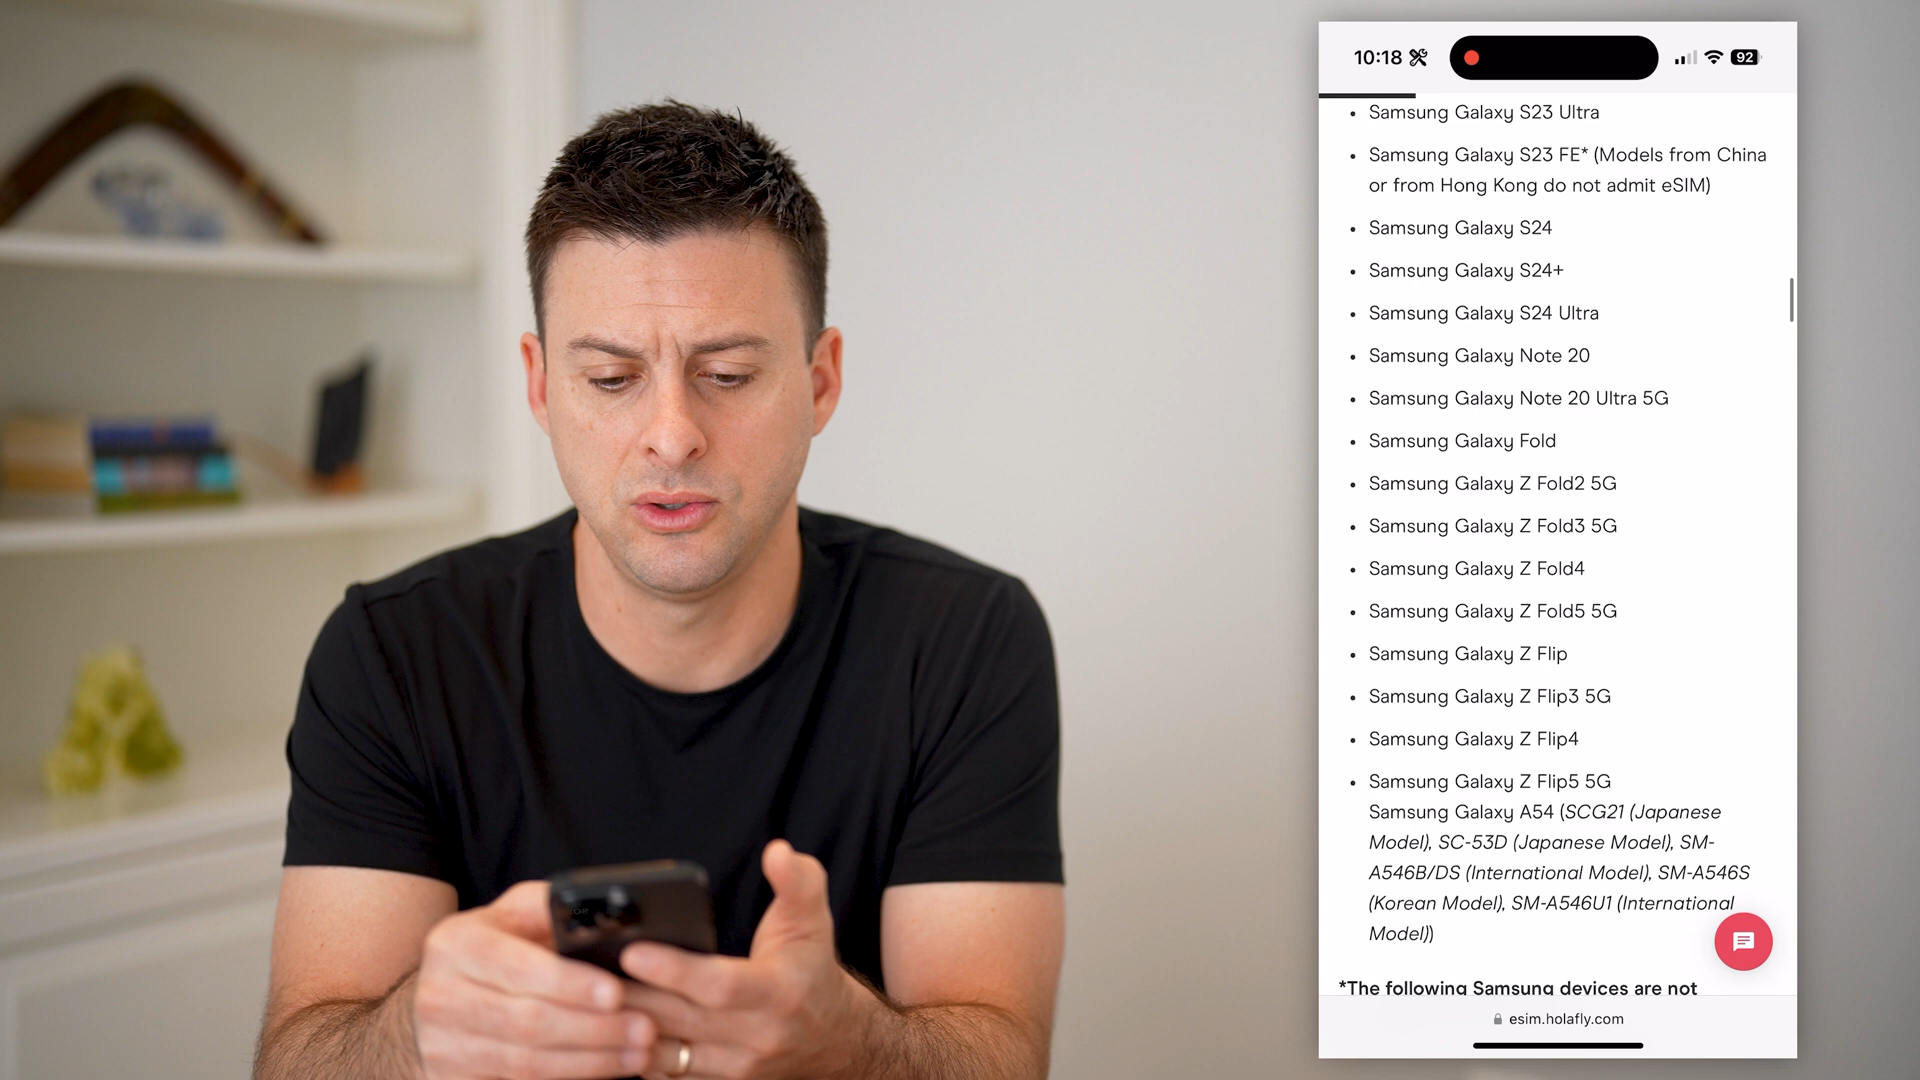 10:18
92
Samsung Galaxy S23 Ultra
Samsung Galaxy S23 FE* (Models from China
or from Hong Kong do not admit eSIM)
Samsung Galaxy S24
Samsung Galaxy S24+
Samsung Galaxy S24 Ultra
Samsung Galaxy Note 20
Samsung Galaxy Note 20 Ultra 5G
Samsung Galaxy Fold
Samsung Galaxy Z Fold2 5G
Samsung Galaxy Z Fold3 5G
Samsung Galaxy Z Fold4
Samsung Galaxy Z Fold5 5G
Samsung Galaxy Z Flip
Samsung Galaxy Z Flip3 5G
Samsung Galaxy Z Flip4
Samsung Galaxy Z Flip5 5G
Samsung Galaxy A54 (SCG21 (Japanese
Model), SC-53D (Japanese Model), SM-
A546B/DS (International Model), SM-A546S
(Korean Model), SM-A546U1 (International
Model))
*The following Samsung devices are not
esim.holafly.com